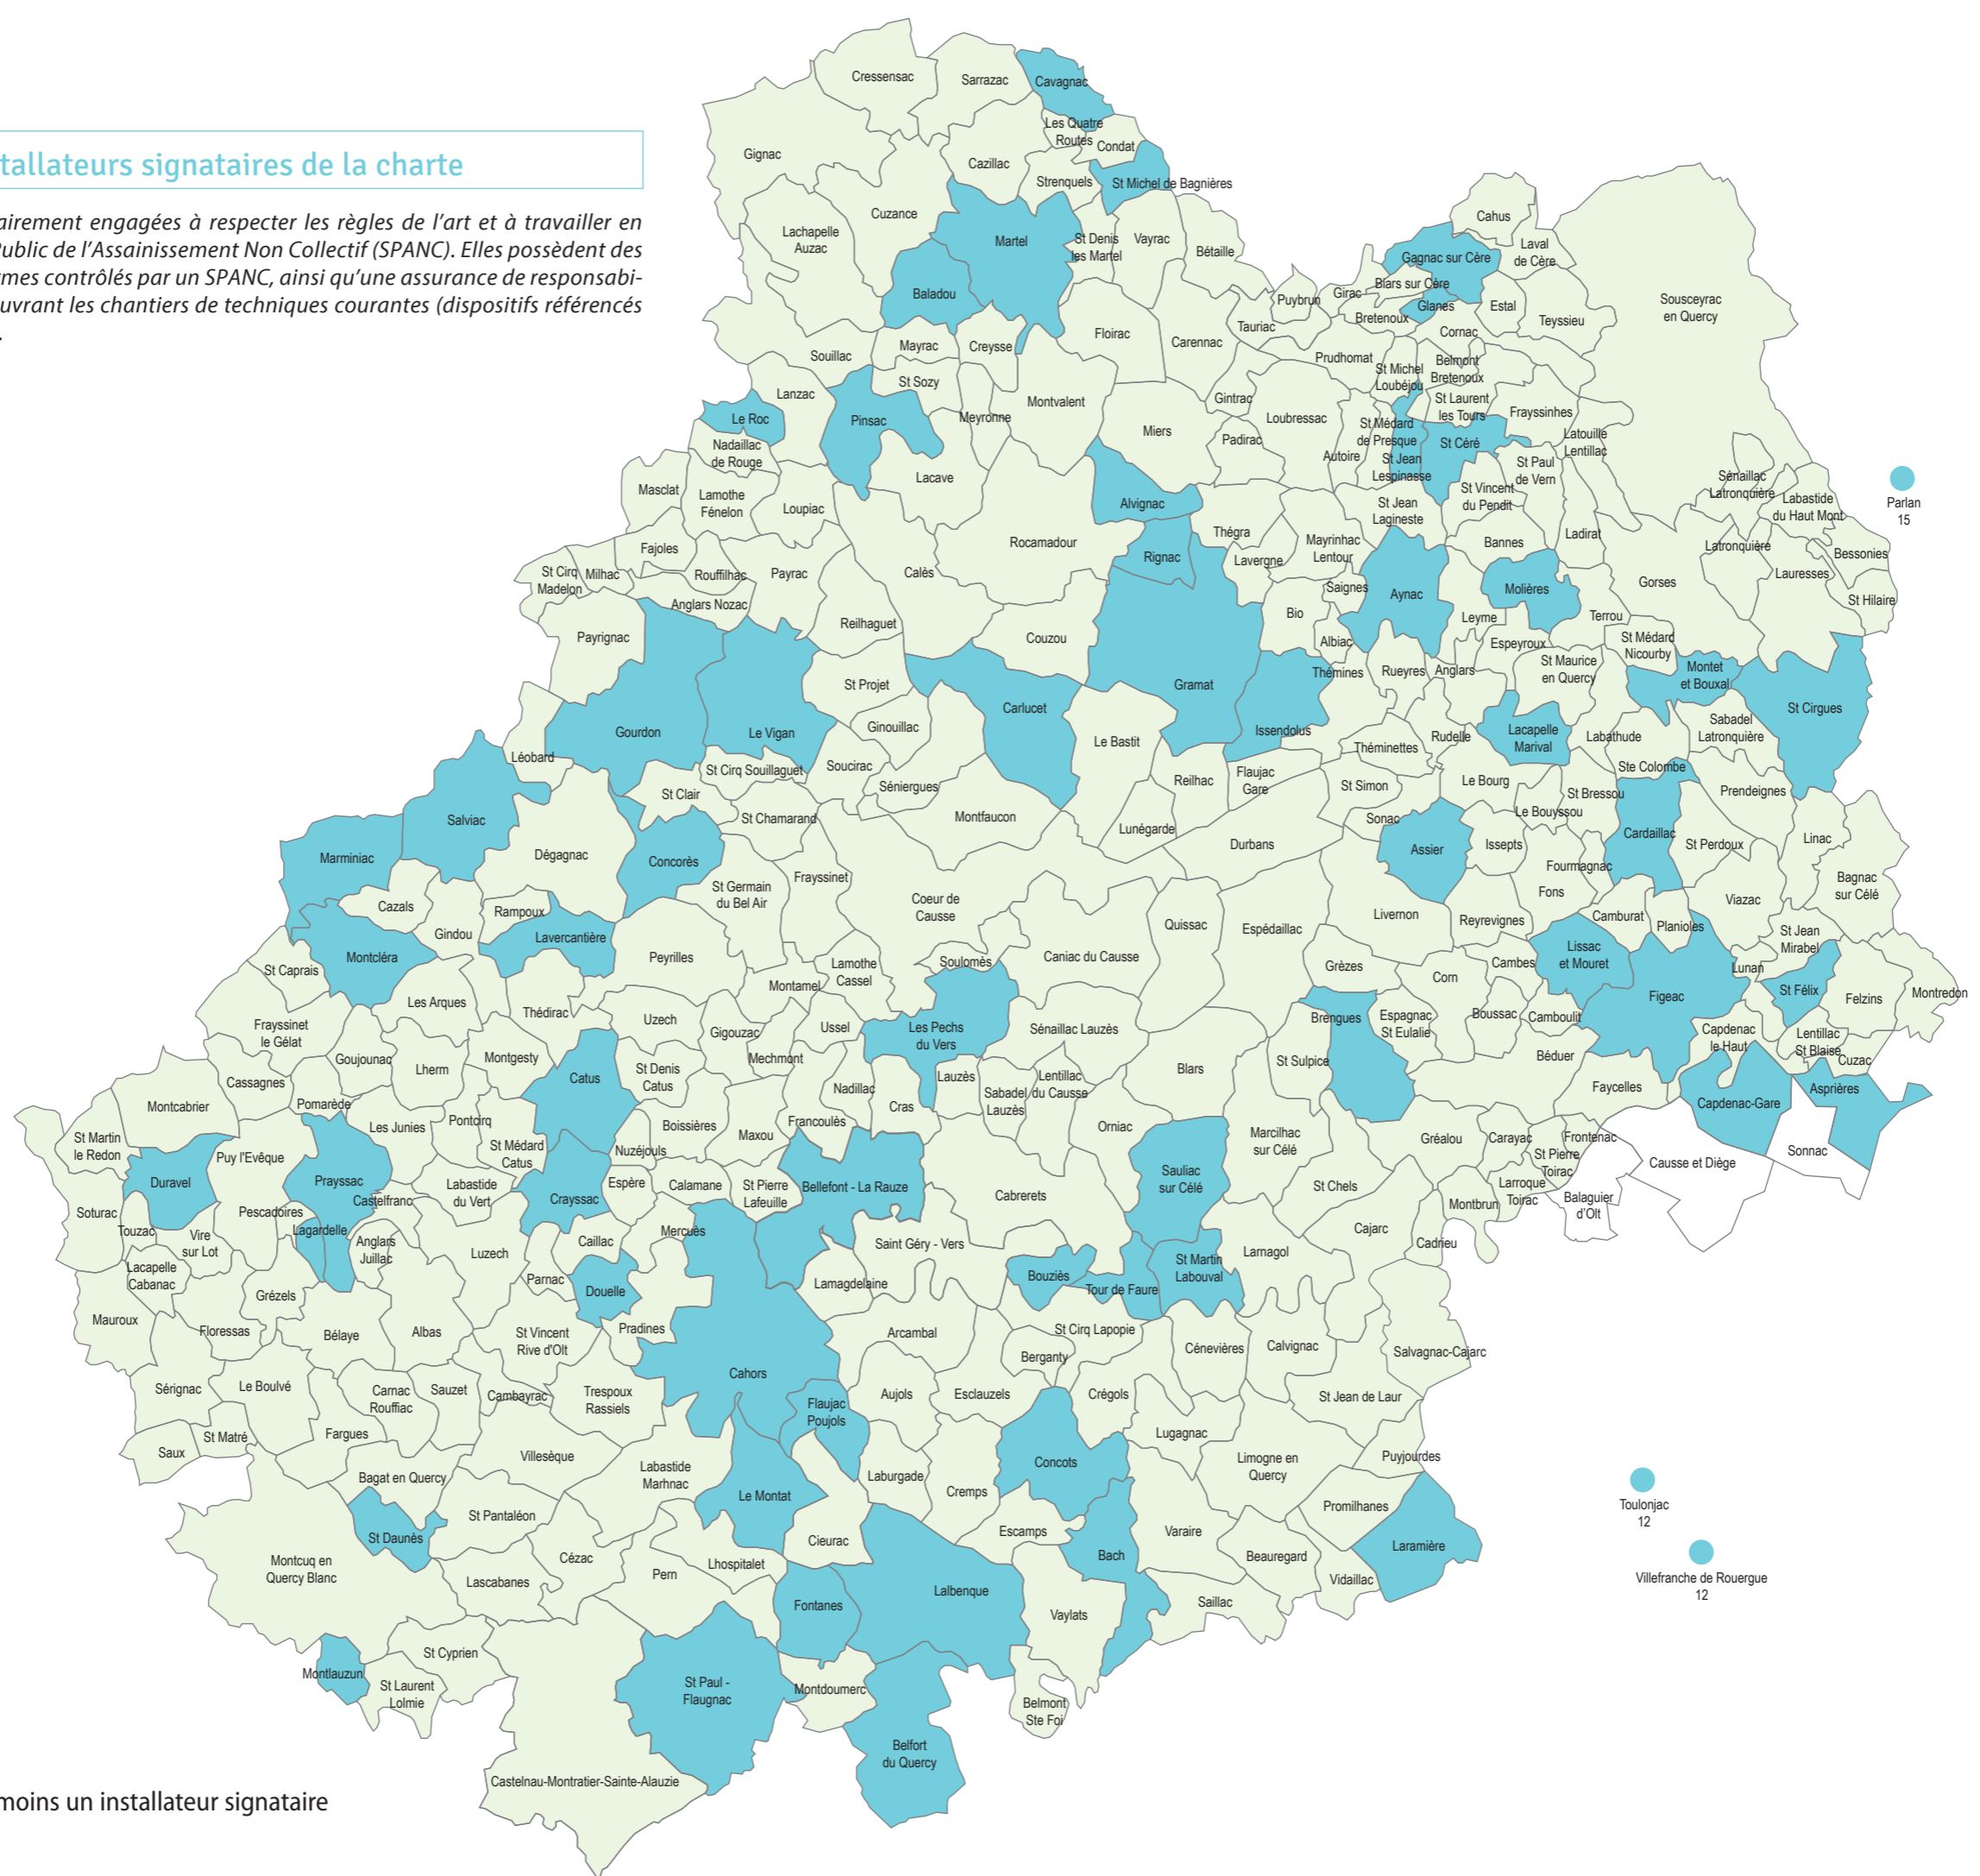 tallateurs signataires de la charte
airement engagées à respecter les règles de l'art et à travailler en
Public de l'Assainissement Non Collectif (SPANC). Elles possèdent des
rmes contrôlés par un SPANC, ainsi qu'une assurance de responsabi-
uvrant les chantiers de techniques courantes (dispositifs référencés
.
Cressensac
Sarrazac
Cavagnac
Les Quatre
Routes
Condat
Gignac
Cazillac
Strenquels
St Michel de Bagnières
Cuzance
Lachapelle
Auzac
Martel
St Denis
les Martel
Vayrac
Bétaille
Cahus
Laval
de Cère
Gagnac sur Cère
Biars sur Cère
Baladou
Puybrun
Girac
Glanes
Estal
Teyssieu
Sousceyrac
en Quercy
Bretenoux
Tauriac
Floirac
Carennac
Cornac
Souillac
Mayrac
Creysse
Prudhomat
St Michel
Loubéjou
Belmont
Bretenoux
Lanzac
St Sozy
Meyronne
Montvalent
Gintrac
Loubressac
St Laurent
les Tours
Frayssinhes
Le Roc
Pinsac
Miers
Padirac
Autoire
St Médard
de Presque
St Jean
Lespinasse
St Céré
Latouille
Lentillac
Nadaillac
de Rouge
Lacave
St Paul
de Vern
Sénaillac
Latronquière
Labastide
du Haut Mont
Parlan
15
Masclat
Lamothe
Fénelon
Loupiac
Alvignac
St Jean
Lagineste
St Vincent
du Pendit
Rocamadour
Thégra
Mayrinhac
Lentour
Bannes
Ladirat
Latronquière
Bessonies
Fajoles
Rignac
Lavergne
St Cirq
Madelon
Milhac
Rouffilhac
Payrac
Calès
Saignes
Aynac
Molières
Gorses
Lauresses
St Hilaire
Anglars Nozac
Reilhaguet
Couzou
Bio
Albiac
Leyme
Terrou
Payrignac
Espeyroux
St Médard
Nicourby
St Projet
Gramat
Thémines
Rueyres
Anglars
St Maurice
en Quercy
Montet
et Bouxal
Carlucet
St Cirgues
Gourdon
Le Vigan
Ginouillac
Issendolus
Lacapelle
Marival
Sabadel
Latronquière
Léobard
Le Bastit
Théminettes
Rudelle
Labathude
St Cirq Souillaguet
Soucirac
Séniergues
Reilhac
Flaujac
Gare
St Simon
Le Bourg
Ste Colombe
St Clair
St Bressou
Prendeignes
Salviac
St Chamarand
Montfaucon
Lunégarde
Sonac
Le Bouyssou
Cardaillac
Linac
Marminiac
Dégagnac
Concorès
Durbans
Assier
Issepts
Fourmagnac
St Perdoux
Cazals
St Germain
du Bel Air
Frayssinet
Coeur de
Causse
Fons
Viazac
Bagnac
sur Célé
Rampoux
Quissac
Espédaillac
Livernon
Reyrevignes
Camburat
Planioles
Gindou
Lavercantière
St Jean
Mirabel
Montcléra
Peyrilles
Lamothe
Cassel
Soulomès
Caniac du Causse
Lissac
et Mouret
St Caprais
Grèzes
Corn
Cambes
Lunan
Les Arques
Montamel
Figeac
St Félix
Felzins
Montredon
Frayssinet
le Gélat
Thédirac
Uzech
Gigouzac
Ussel
Les Pechs
du Vers
Sénaillac Lauzès
Brengues
Espagnac
St Eulalie
Boussac
Camboulit
Capdenac
le Haut
Lentillac
St Blaise
Goujounac
Lherm
Montgesty
Mechmont
St Sulpice
Béduer
Cuzac
Cassagnes
Catus
St Denis
Catus
Nadillac
Lauzès
Sabadel
Lauzès
Lentillac
du Causse
Blars
Faycelles
Asprières
Montcabrier
Pomarède
Cras
Capdenac-Gare
Les Junies
Pontcirq
Boissières
Maxou
Francoulès
Orniac
Marcilhac
sur Célé
Gréalou
Carayac
Frontenac
St Martin
le Redon
Puy l'Evêque
St Médard
Catus
Nuzéjouls
St Pierre
Toirac
Sonnac
Causse et Diège
Duravel
Prayssac
Labastide
du Vert
Crayssac
Espère
Calamane
St Pierre
Lafeuille
Bellefont - La Rauze
Cabrerets
Sauliac
sur Célé
St Chels
Larroque
Toirac
Castelfranc
Montbrun
Balaguier
d'Olt
Soturac
Touzac
Pescadoires
Lagardelle
Mercuès
Cajarc
Vire
sur Lot
Anglars
Juillac
Luzech
Caillac
Saint Géry - Vers
Larnagol
Cadrieu
Lacapelle
Cabanac
Parnac
Lamagdelaine
Bouziès
Tour de Faure
St Martin
Labouval
Grézels
Douelle
Mauroux
Floressas
Bélaye
Albas
St Vincent
Rive d'Olt
Pradines
Arcambal
St Cirq Lapopie
Cénevières
Calvignac
Salvagnac-Cajarc
Berganty
Cahors
Sérignac
Le Boulvé
Carnac
Rouffiac
Sauzet
Cambayrac
Trespoux
Rassiels
Aujols
Esclauzels
Crégols
St Jean de Laur
Flaujac
Poujols
Saux
St Matré
Fargues
Lugagnac
Villesèque
Puyjourdes
Limogne en
Quercy
Bagat en Quercy
Labastide
Marhnac
Laburgade
Concots
Cremps
Le Montat
Promilhanes
Toulonjac
12
St Daunès
St Pantaléon
Escamps
Varaire
Cieurac
Laramière
Montcuq en
Quercy Blanc
Cézac
Lhospitalet
Bach
Beauregard
Lascabanes
Pern
Vidaillac
Villefranche de Rouergue
12
Fontanes
Lalbenque
Vaylats
Saillac
St Cyprien
Montlauzun
St Laurent
Lolmie
St Paul -
Flaugnac
Montdoumerc
Belmont
Ste Foi
Belfort
du Quercy
Castelnau-Montratier-Sainte-Alauzie
moins un installateur signataire